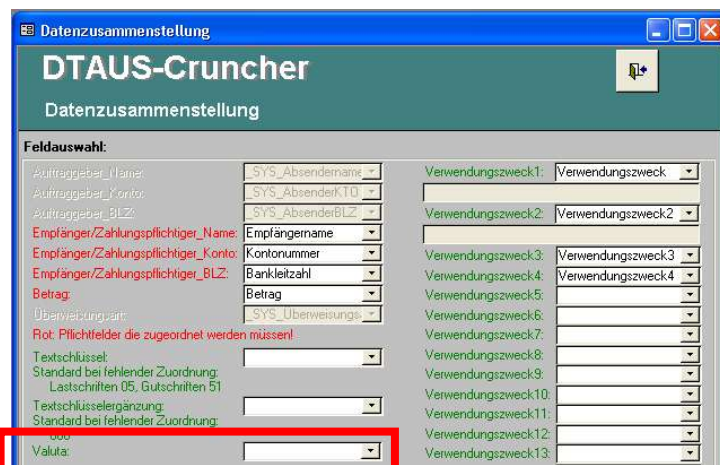 Datenzusammenstellung
DTAUS-Cruncher
Datenzusammenstellung
Feldauswahl:
Auftraggeber_Name: _SYS_Absendername
Auftraggeber_Konto: _SYS_AbsenderKTO
Auftraggeber_BLZ: _SYS_AbsenderBLZ
Empfänger/Zahlungspflichtiger_Name: Empfängername
Empfänger/Zahlungspflichtiger_Konto: Kontonummer
Empfänger/Zahlungspflichtiger_BLZ: Bankleitzahl
Betrag: Betrag
Überweisungsart: _SYS_Überweisungs
Rot: Pflichtfelder die zugeordnet werden müssen!
Textschlüssel:
Standard bei fehlender Zuordnung:
Lastschriften 05, Gutschriften 51
Textschlüsselergänzung:
Standard bei fehlender Zuordnung:
000
Valuta:
Verwendungszweck1: Verwendungszweck
Verwendungszweck2: Verwendungszweck2
Verwendungszweck3: Verwendungszweck3
Verwendungszweck4: Verwendungszweck4
Verwendungszweck5:
Verwendungszweck6:
Verwendungszweck7:
Verwendungszweck8:
Verwendungszweck9:
Verwendungszweck10:
Verwendungszweck11:
Verwendungszweck12:
Verwendungszweck13: